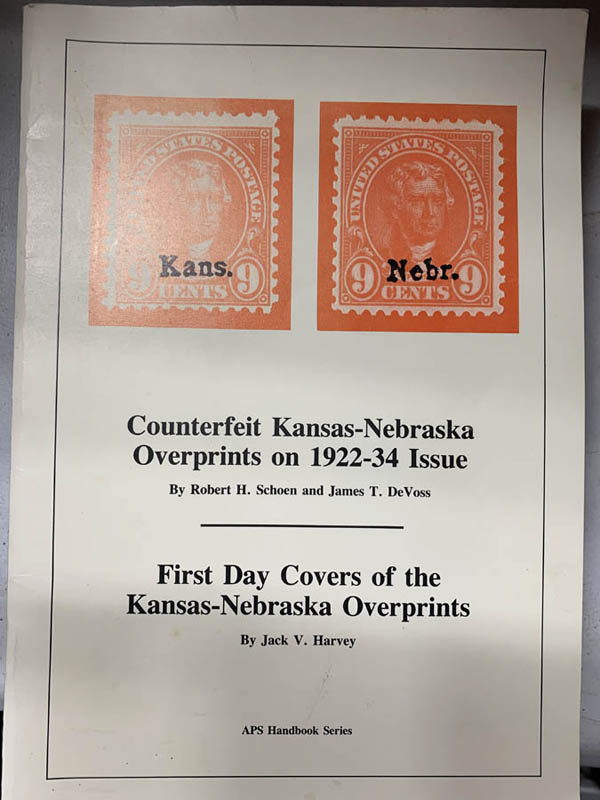 UNITED STATES POSTAGE
Kans.
9 9
CENTS
UNITED STATES POSTAGE
Nebr.
9 9
CENTS
Counterfeit Kansas-Nebraska
Overprints on 1922-34 Issue
By Robert H. Schoen and James T. DeVoss
First Day Covers of the
Kansas-Nebraska Overprints
By Jack V. Harvey
APS Handbook Series